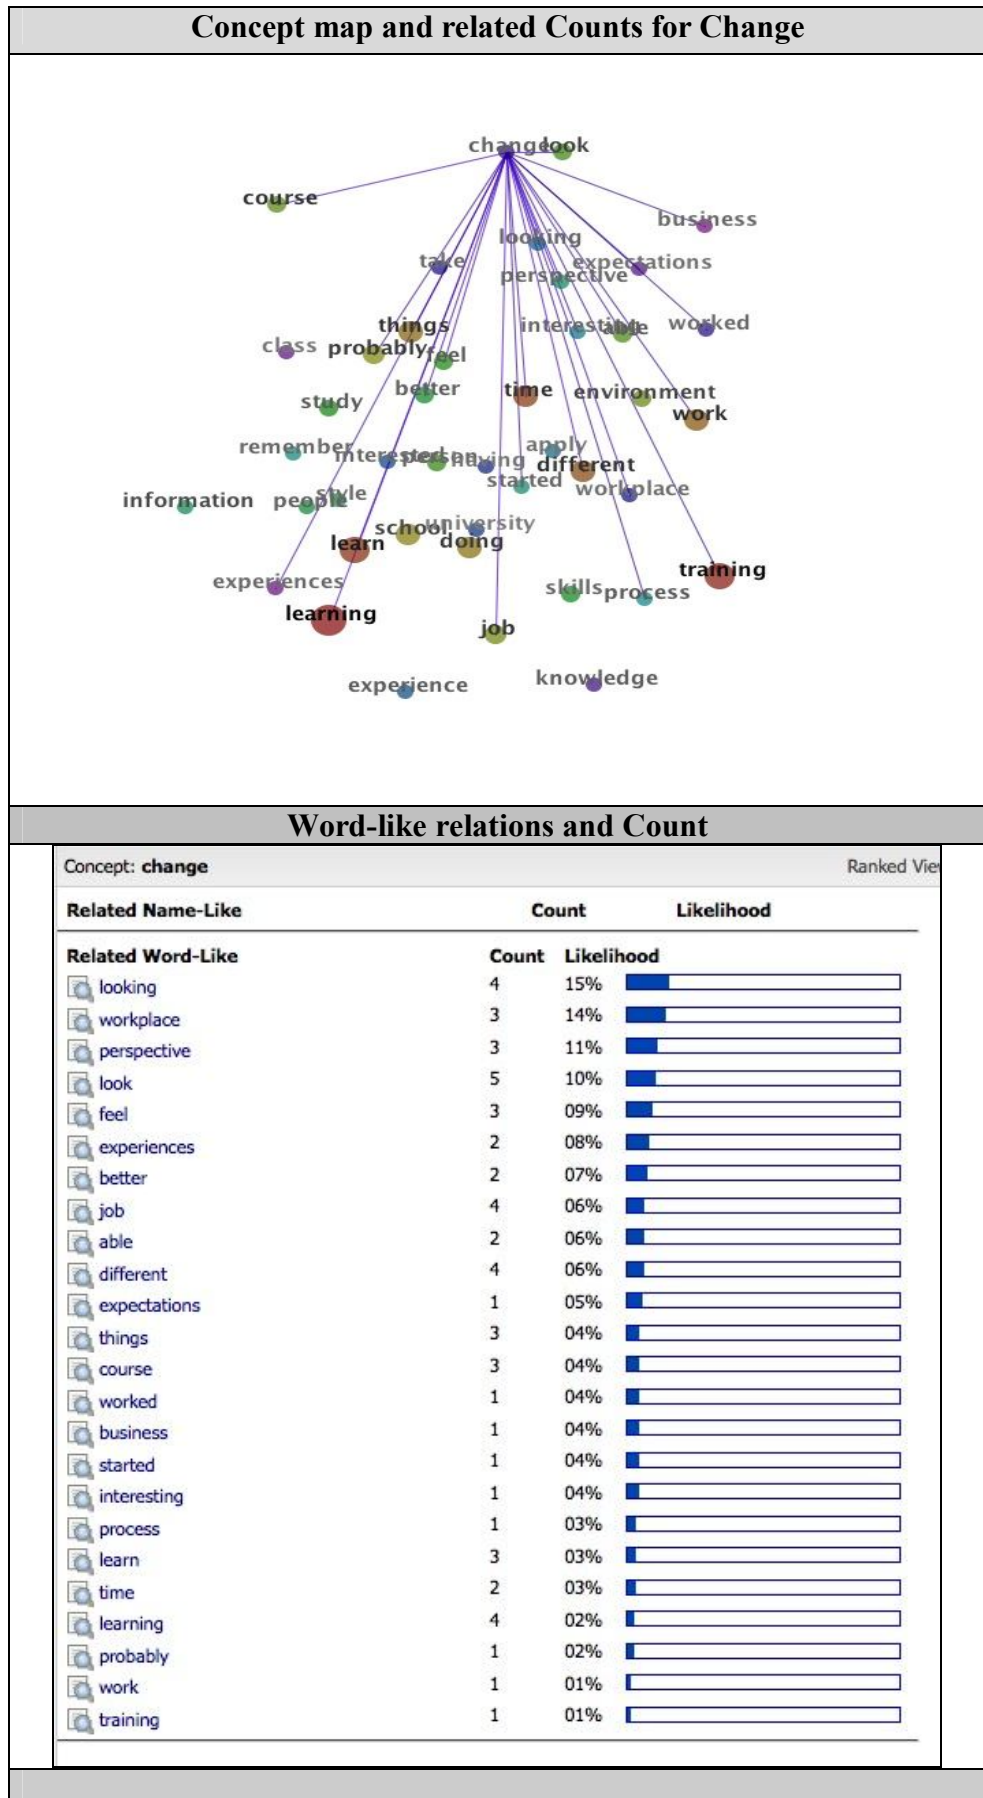 Concept map and related Counts for Change
change look
course
business
looking
take
expectations
perspective
things
interesting able worked
class probably feel
better time environment
study
work
remember
interested person having apply
different
started workplace
information people style
school university
learn doing
training
experiences
skills process
learning
job
experience
knowledge
Word-like relations and Count
Concept: change Ranked Vie
Related Name-Like Count Likelihood
Related Word-Like Count Likelihood
looking 4 15%
workplace 3 14%
perspective 3 11%
look 5 10%
feel 3 09%
experiences 2 08%
better 2 07%
job 4 06%
able 2 06%
different 4 06%
expectations 1 05%
things 3 04%
course 3 04%
worked 1 04%
business 1 04%
started 1 04%
interesting 1 04%
process 1 03%
learn 3 03%
time 2 03%
learning 4 02%
probably 1 02%
work 1 01%
training 1 01%